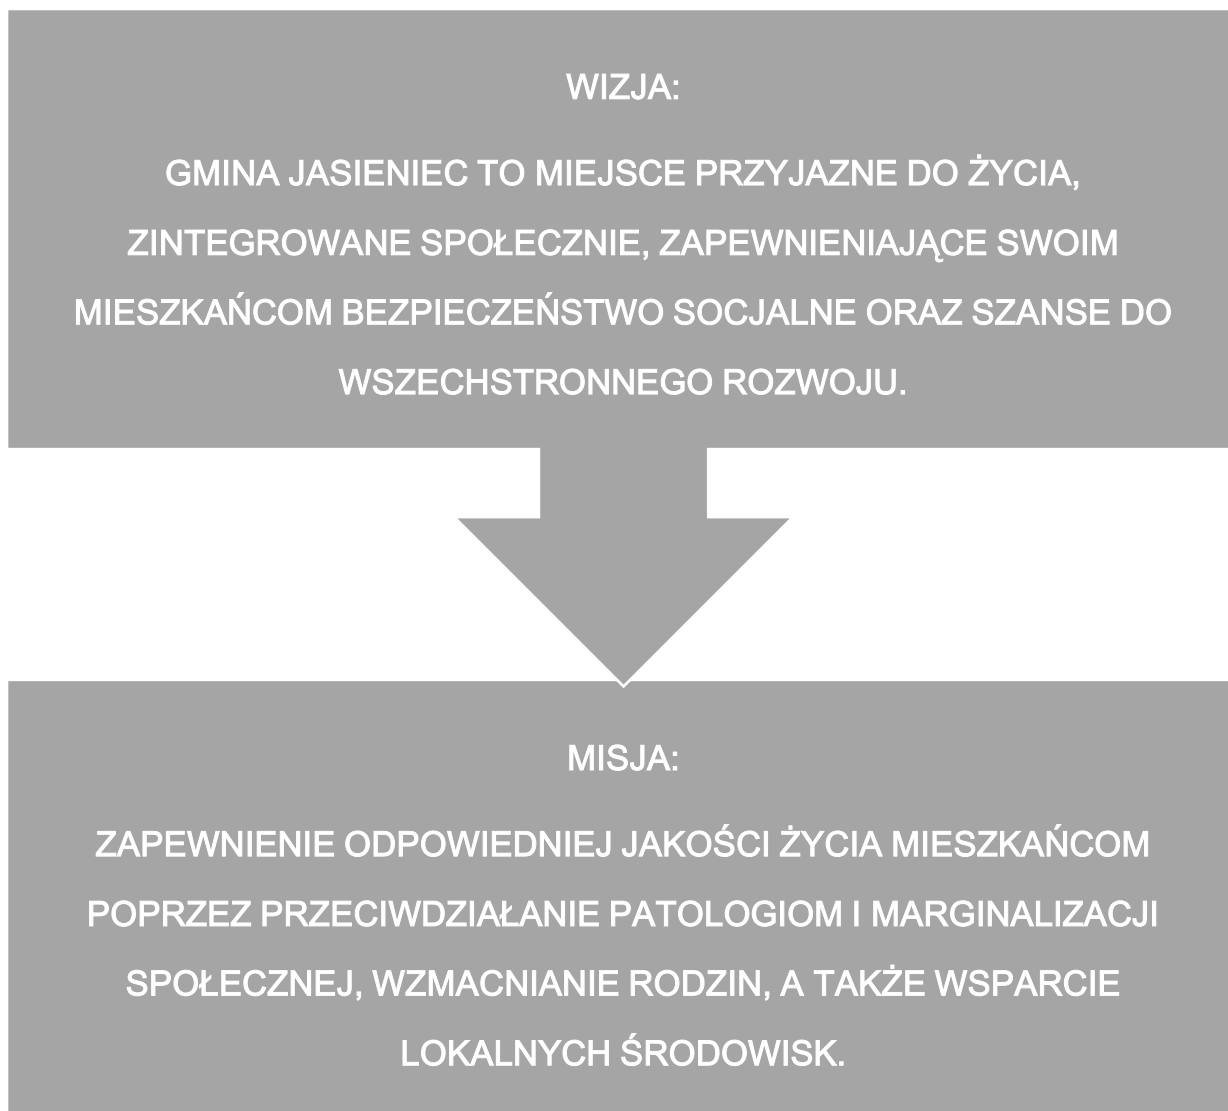 WIZJA:
GMINA JASIENIEC TO MIEJSCE PRZYJAZNE DO ŻYCIA,
ZINTEGROWANE SPOŁECZNIE, ZAPEWNIENIAJĄCE SWOIM
MIESZKAŃCOM BEZPIECZEŃSTWO SOCJALNE ORAZ SZANSE DO
WSZECHSTRONNEGO ROZWOJU.
MISJA:
ZAPEWNIENIE ODPOWIEDNIEJ JAKOŚCI ŻYCIA MIESZKAŃCOM
POPRZEZ PRZECIWDZIAŁANIE PATOLOGIOM I MARGINALIZACJI
SPOŁECZNEJ, WZMACNIANIE RODZIN, A TAKŻE WSPARCIE
LOKALNYCH ŚRODOWISK.